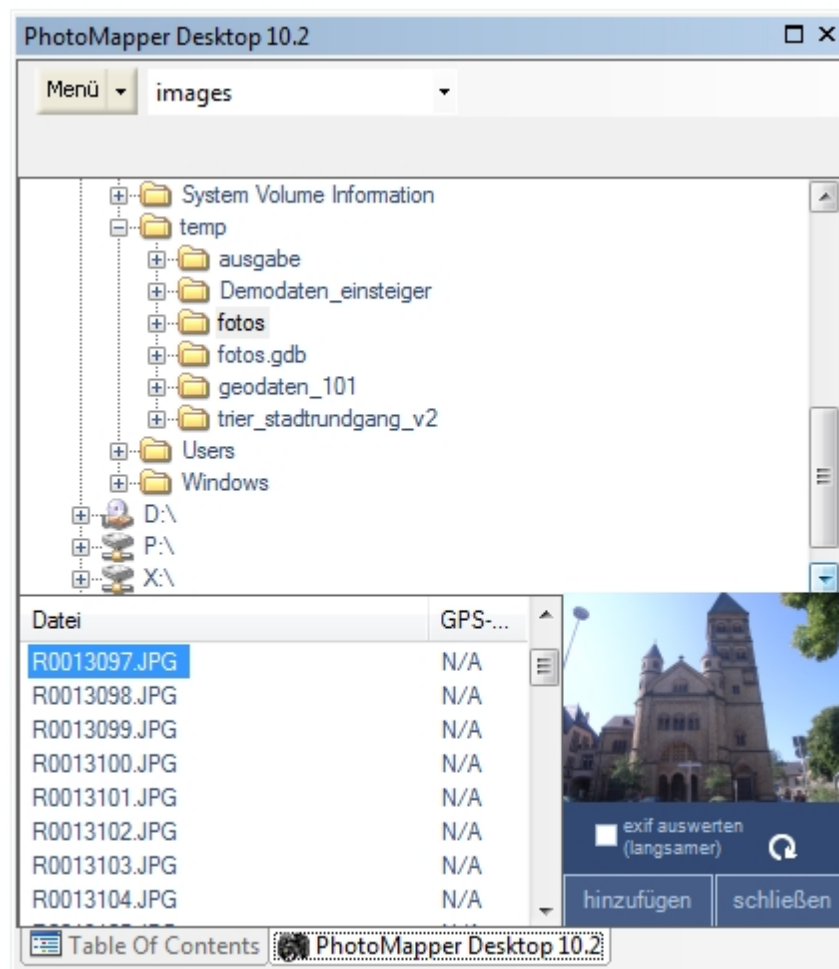 PhotoMapper Desktop 10.2
Menü images
System Volume Information
temp
ausgabe
Demodaten_einsteiger
fotos
fotos.gdb
geodaten_101
trier_stadtrundgang_v2
Users
Windows
D:\
P:\
X:\
Datei GPS-...
R0013097.JPG N/A
R0013098.JPG N/A
R0013099.JPG N/A
R0013100.JPG N/A
R0013101.JPG N/A
R0013102.JPG N/A
R0013103.JPG N/A
R0013104.JPG N/A
exif auswerten
(langsamer)
hinzufügen schließen
Table Of Contents PhotoMapper Desktop 10.2